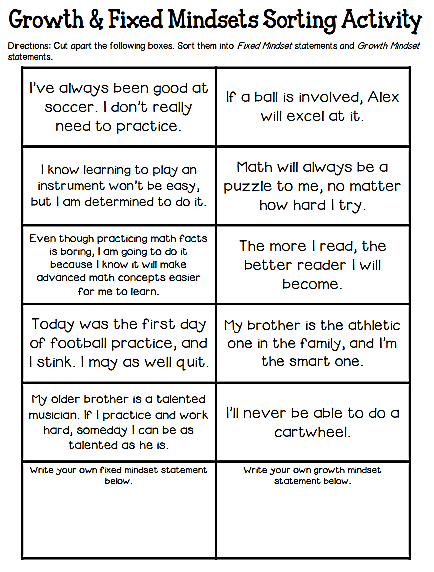 Growth & Fixed Mindsets Sorting Activity
Directions: Cut apart the following boxes. Sort them into Fixed Mindset statements and Growth Mindset
statements.
I've always been good at
soccer. I don't really
need to practice.
If a ball is involved, Alex
will excel at it.
I know learning to play an
instrument won't be easy,
but I am determined to do it.
Math will always be a
puzzle to me, no matter
how hard I try.
Even though practicing math facts
is boring, I am going to do it
because I know it will make
advanced math concepts easier
for me to learn.
The more I read, the
better reader I will
become.
Today was the first day
of football practice, and
I stink. I may as well quit.
My brother is the athletic
one in the family, and I'm
the smart one.
My older brother is a talented
musician. If I practice and work
hard, someday I can be as
talented as he is.
I'll never be able to do a
cartwheel.
Write your own fixed mindset statement
below.
Write your own growth mindset
statement below.